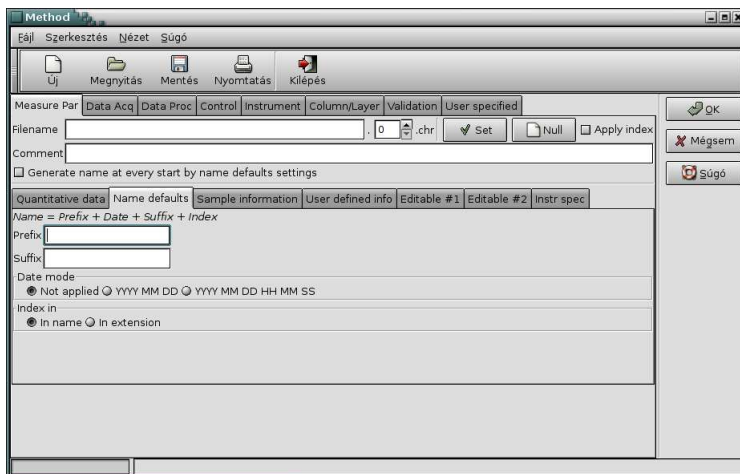 Method
Fájl Szerkesztés Nézet Súgó
Új Megnyitás Mentés Nyomtatás Kilépés
Measure Par Data Acq Data Proc Control Instrument Column/Layer Validation User specified
OK
Filename . 0 .chr Set Null Apply index
Mégsem
Comment
Generate name at every start by name defaults settings
Súgó
Quantitative data Name defaults Sample information User defined info Editable #1 Editable #2 Instr spec
Name = Prefix + Date + Suffix + Index
Prefix
Suffix
Date mode
Not applied YYYY MM DD YYYY MM DD HH MM SS
Index in
In name In extension